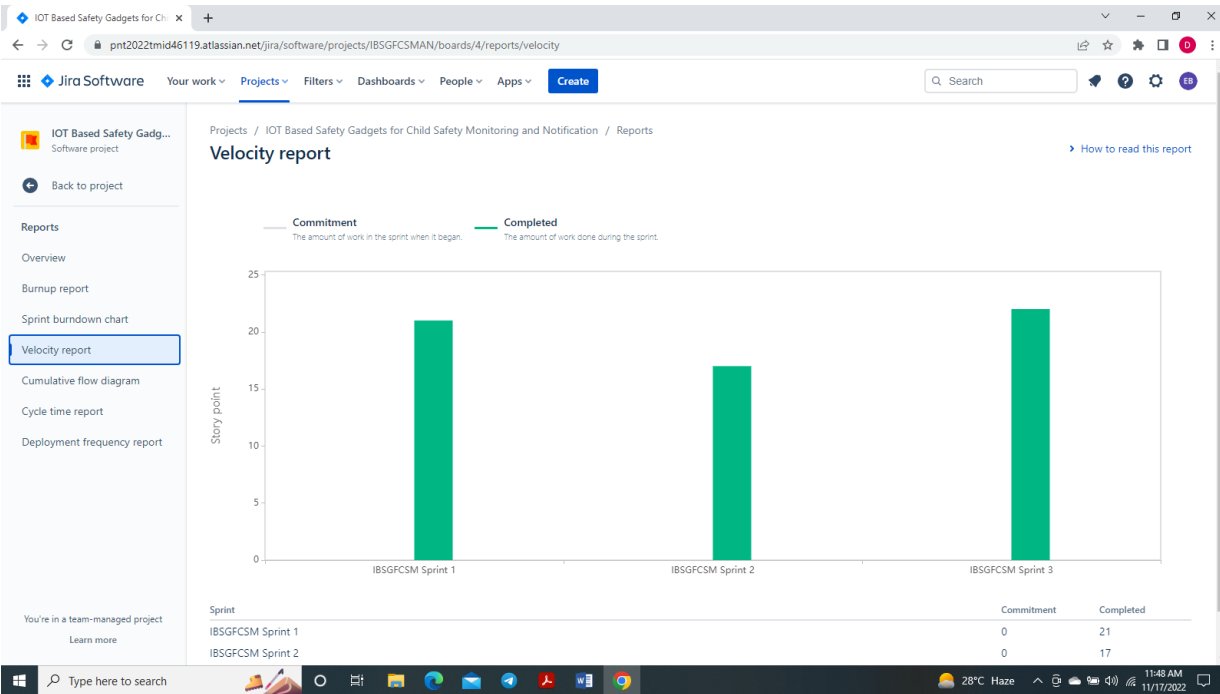 IOT Based Safety Gadgets for Ch
pnt2022tmid46119.atlassian.net/jira/software/projects/IBSGFCSMAN/boards/4/reports/velocity
D
Jira Software Your work Projects Filters Dashboards People Apps Create Search EB
IOT Based Safety Gadg...
Software project
Back to project
Reports
Overview
Burnup report
Sprint burndown chart
Velocity report
Cumulative flow diagram
Cycle time report
Deployment frequency report
You're in a team-managed project
Learn more
Projects / IOT Based Safety Gadgets for Child Safety Monitoring and Notification / Reports
Velocity report
How to read this report
Commitment
The amount of work in the sprint when it began.
Completed
The amount of work done during the sprint.
Story point
25
20
15
10
5
0
IBSGFCSM Sprint 1 IBSGFCSM Sprint 2 IBSGFCSM Sprint 3
Sprint Commitment Completed
IBSGFCSM Sprint 1 0 21
IBSGFCSM Sprint 2 0 17
Type here to search
28°C Haze
11:48 AM
11/17/2022